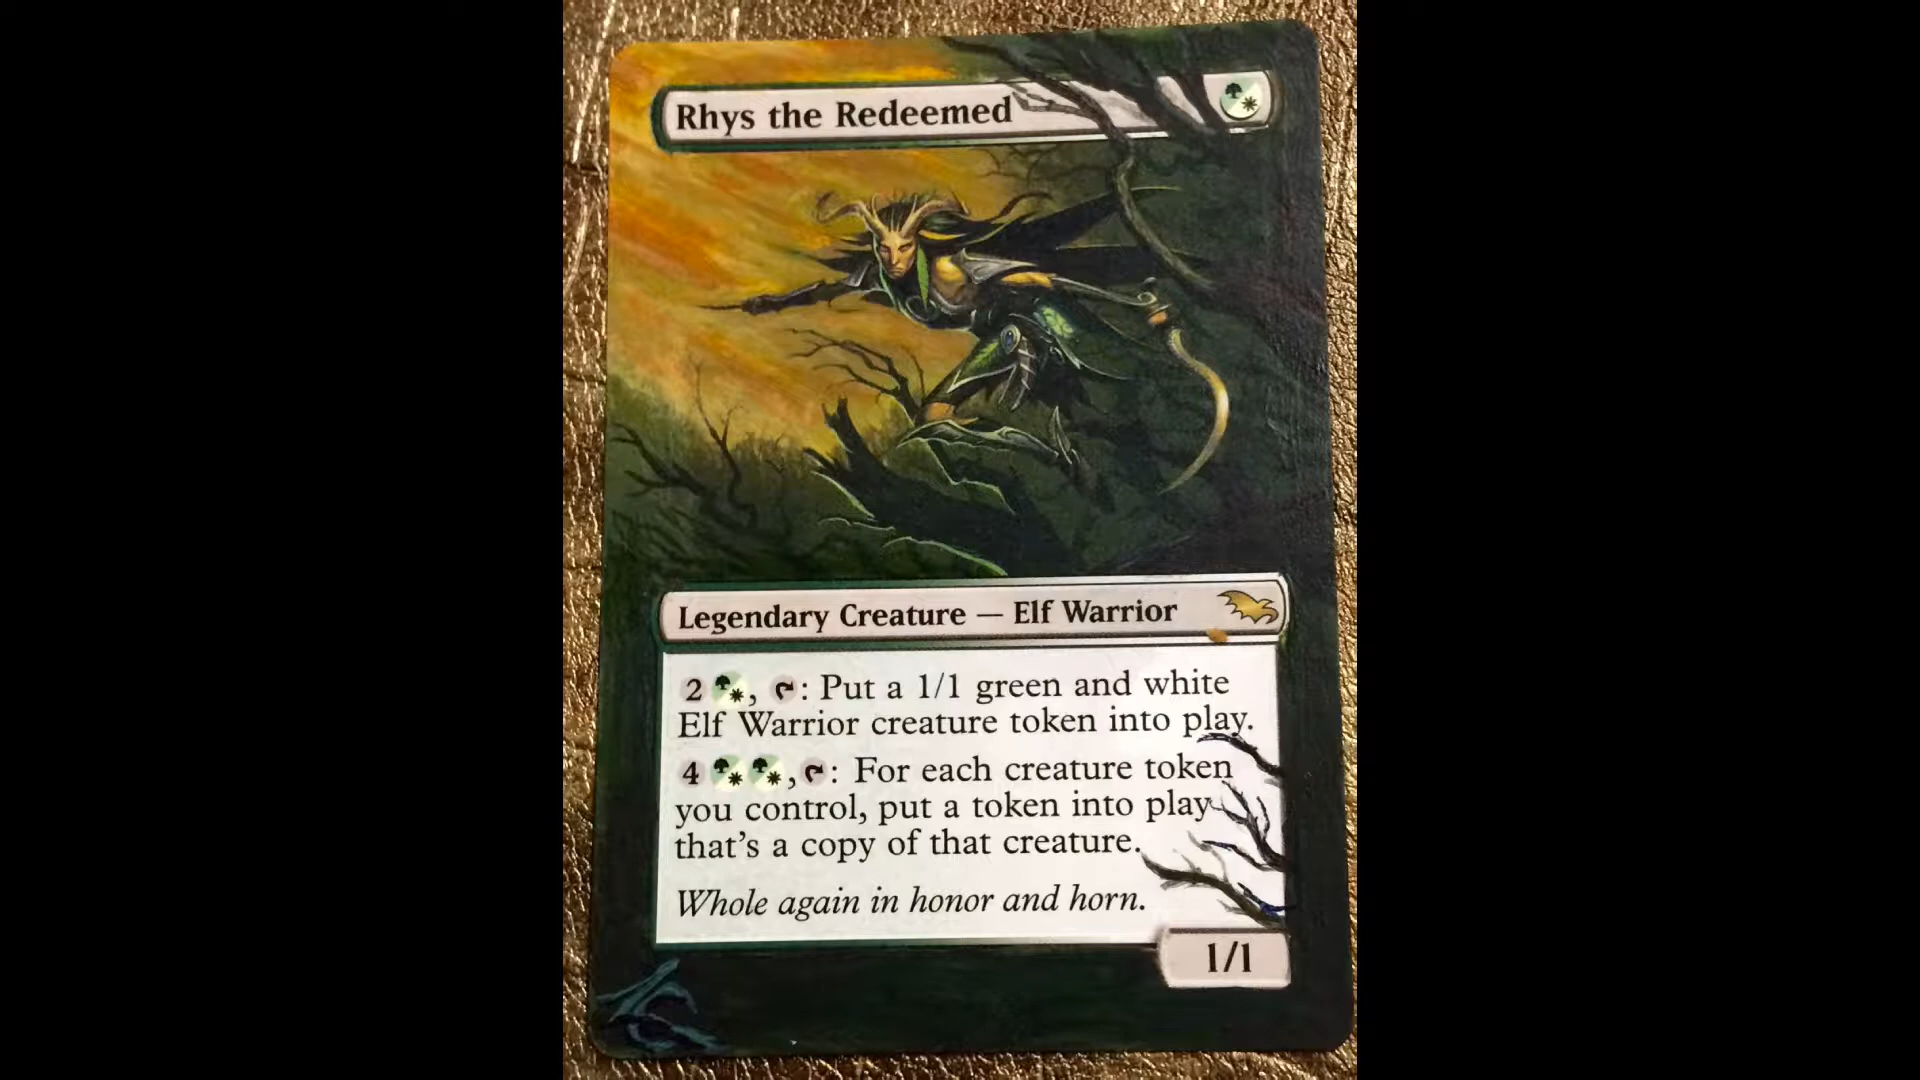 Rhys the Redeemed
Legendary Creature — Elf Warrior
2 , : Put a 1/1 green and white
Elf Warrior creature token into play.
4 , : For each creature token
you control, put a token into play
that's a copy of that creature.
Whole again in honor and horn.
1/1